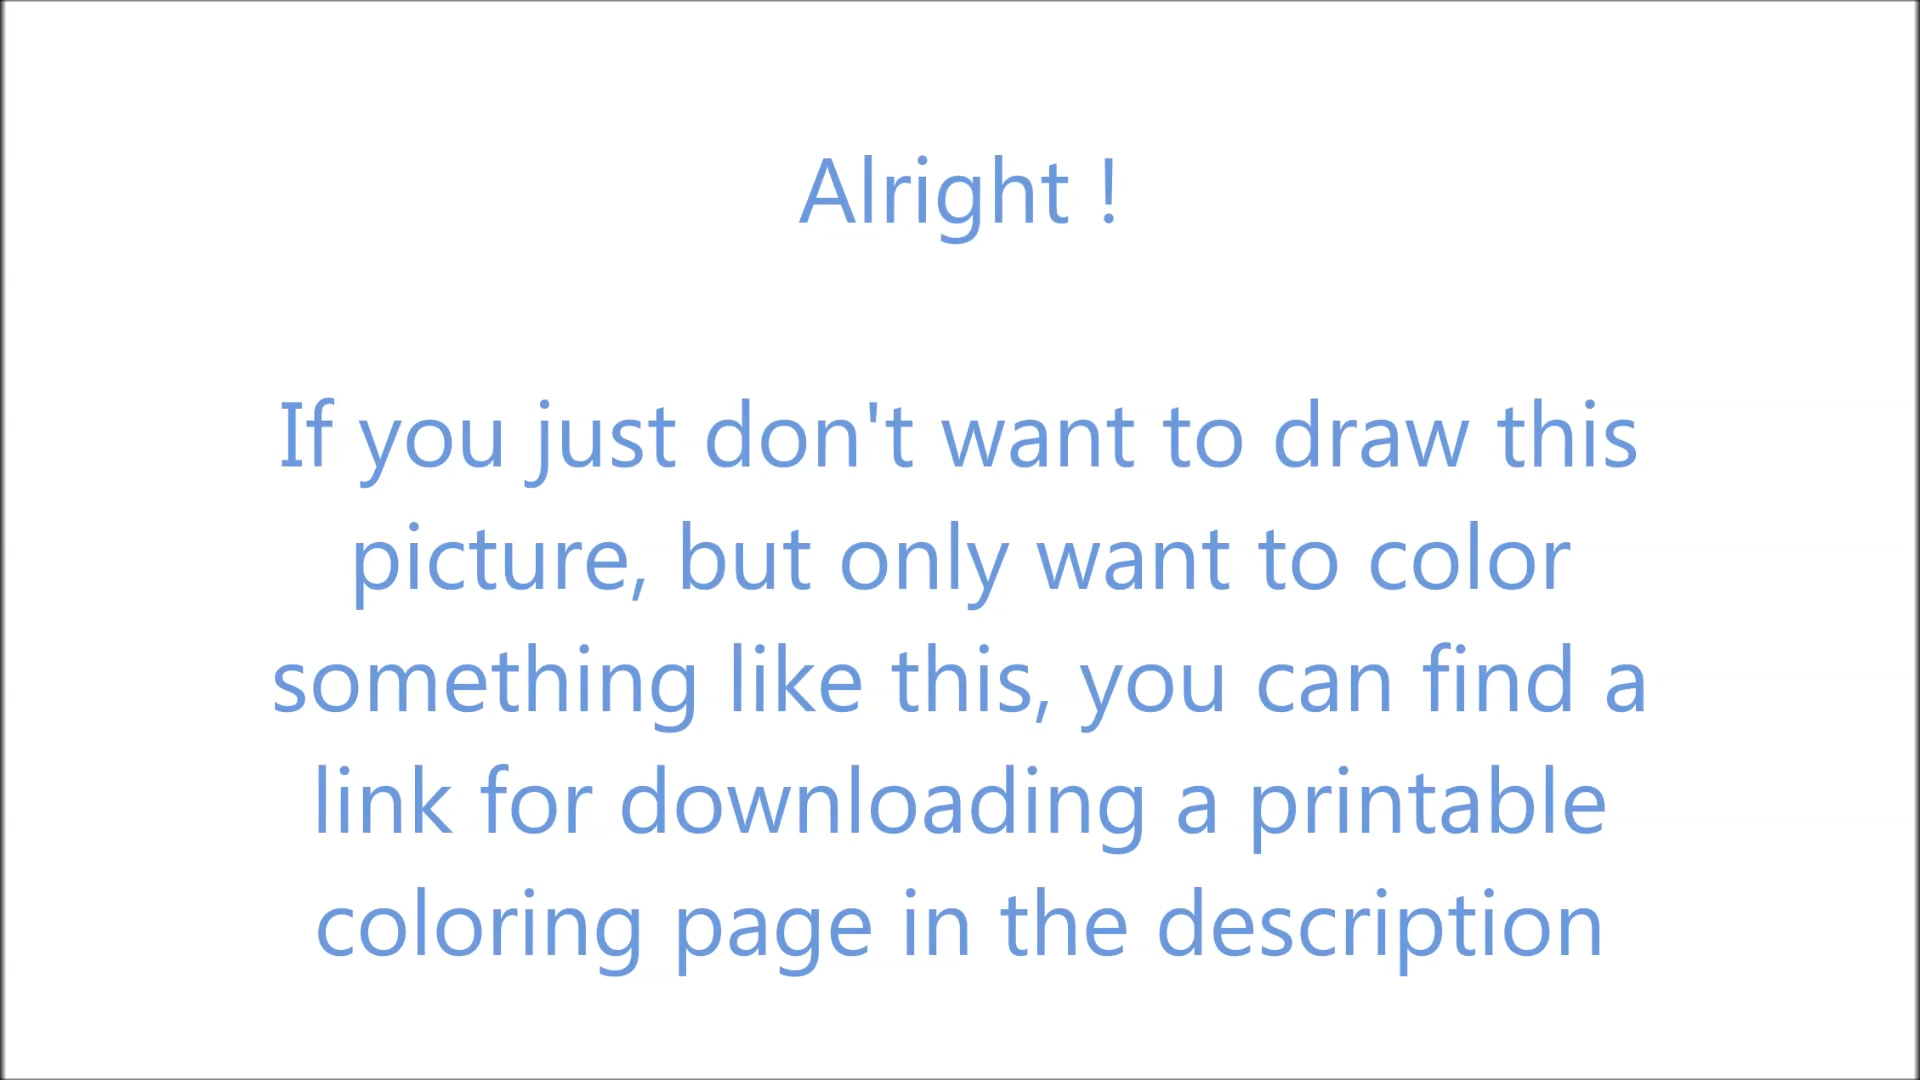 Alright !
If you just don't want to draw this
picture, but only want to color
something like this, you can find a
link for downloading a printable
coloring page in the description